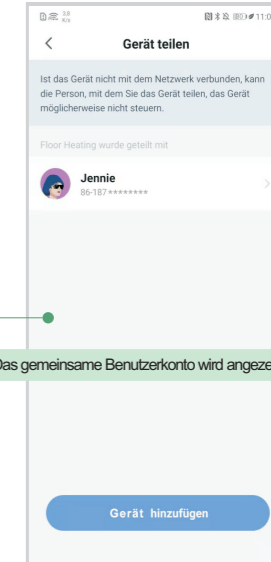 3,8
K/s
11:0
Gerät teilen
Ist das Gerät nicht mit dem Netzwerk verbunden, kann
die Person, mit dem Sie das Gerät teilen, das Gerät
möglicherweise nicht steuern.
Floor Heating wurde geteilt mit
Jennie
86-187********
Das gemeinsame Benutzerkonto wird angeze
Gerät hinzufügen